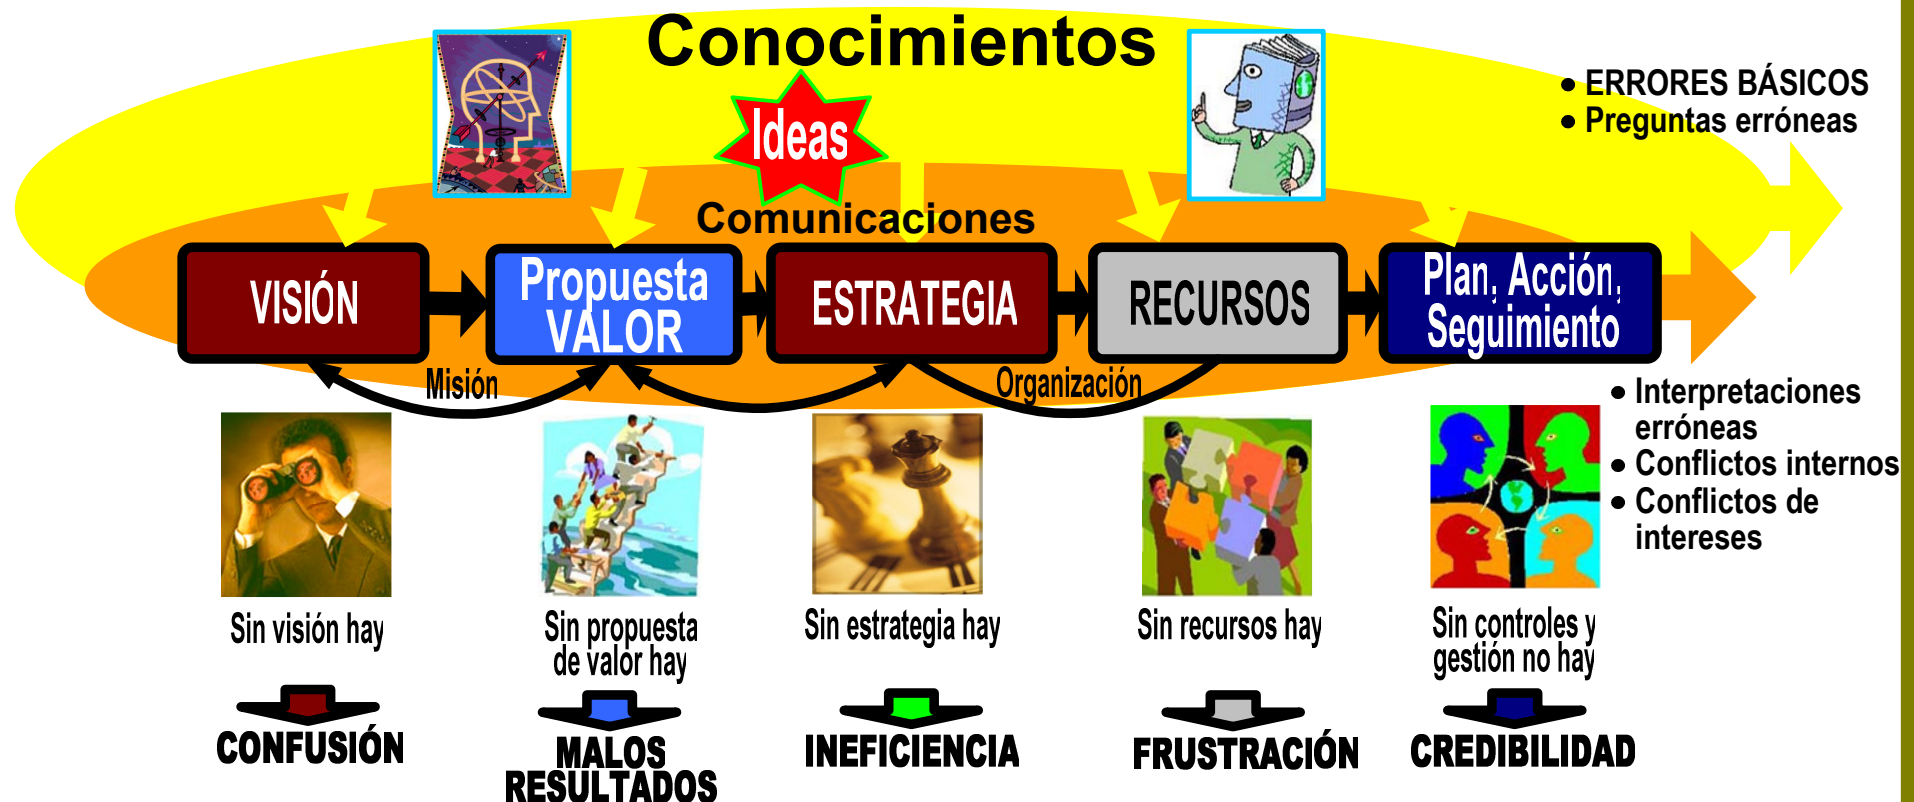 Conocimientos
Ideas
• ERRORES BÁSICOS
• Preguntas erróneas
Comunicaciones
VISIÓN
Propuesta
VALOR
ESTRATEGIA
RECURSOS
Plan, Acción,
Seguimiento
Misión
Organización
• Interpretaciones
erróneas
• Conflictos internos
• Conflictos de
intereses
Sin visión hay
Sin propuesta
de valor hay
Sin estrategia hay
Sin recursos hay
Sin controles y
gestión no hay
CONFUSIÓN
MALOS
RESULTADOS
INEFICIENCIA
FRUSTRACIÓN
CREDIBILIDAD